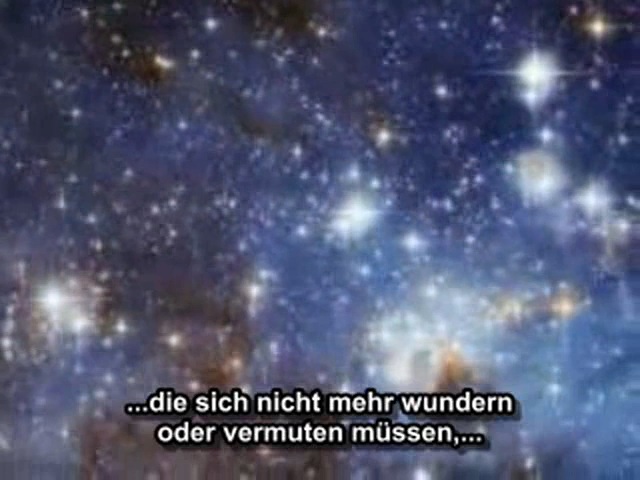 ...die sich nicht mehr wundern
oder vermuten müssen,...